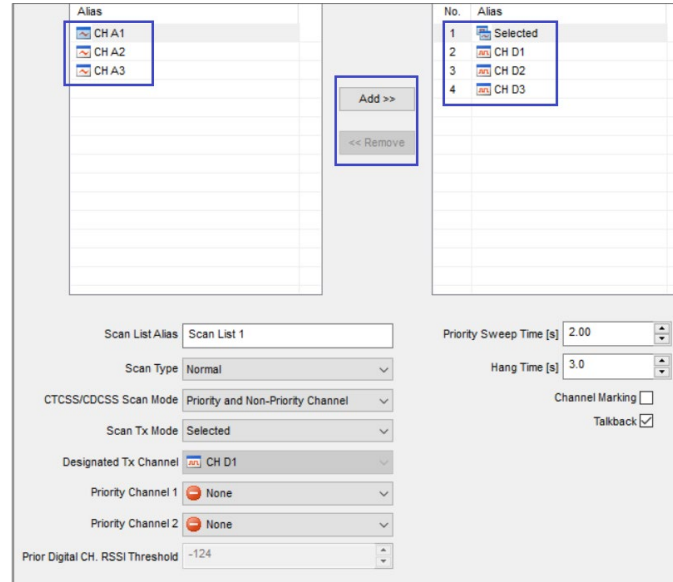 Alias
CH A1
CH A2
CH A3
Add >>
<< Remove
No. Alias
1 Selected
2 CH D1
3 CH D2
4 CH D3
Scan List Alias Scan List 1
Scan Type Normal
CTCSS/CDCSS Scan Mode Priority and Non-Priority Channel
Scan Tx Mode Selected
Designated Tx Channel CH D1
Priority Channel 1 None
Priority Channel 2 None
Prior Digital CH. RSSI Threshold -124
Priority Sweep Time [s] 2.00
Hang Time [s] 3.0
Channel Marking
Talkback